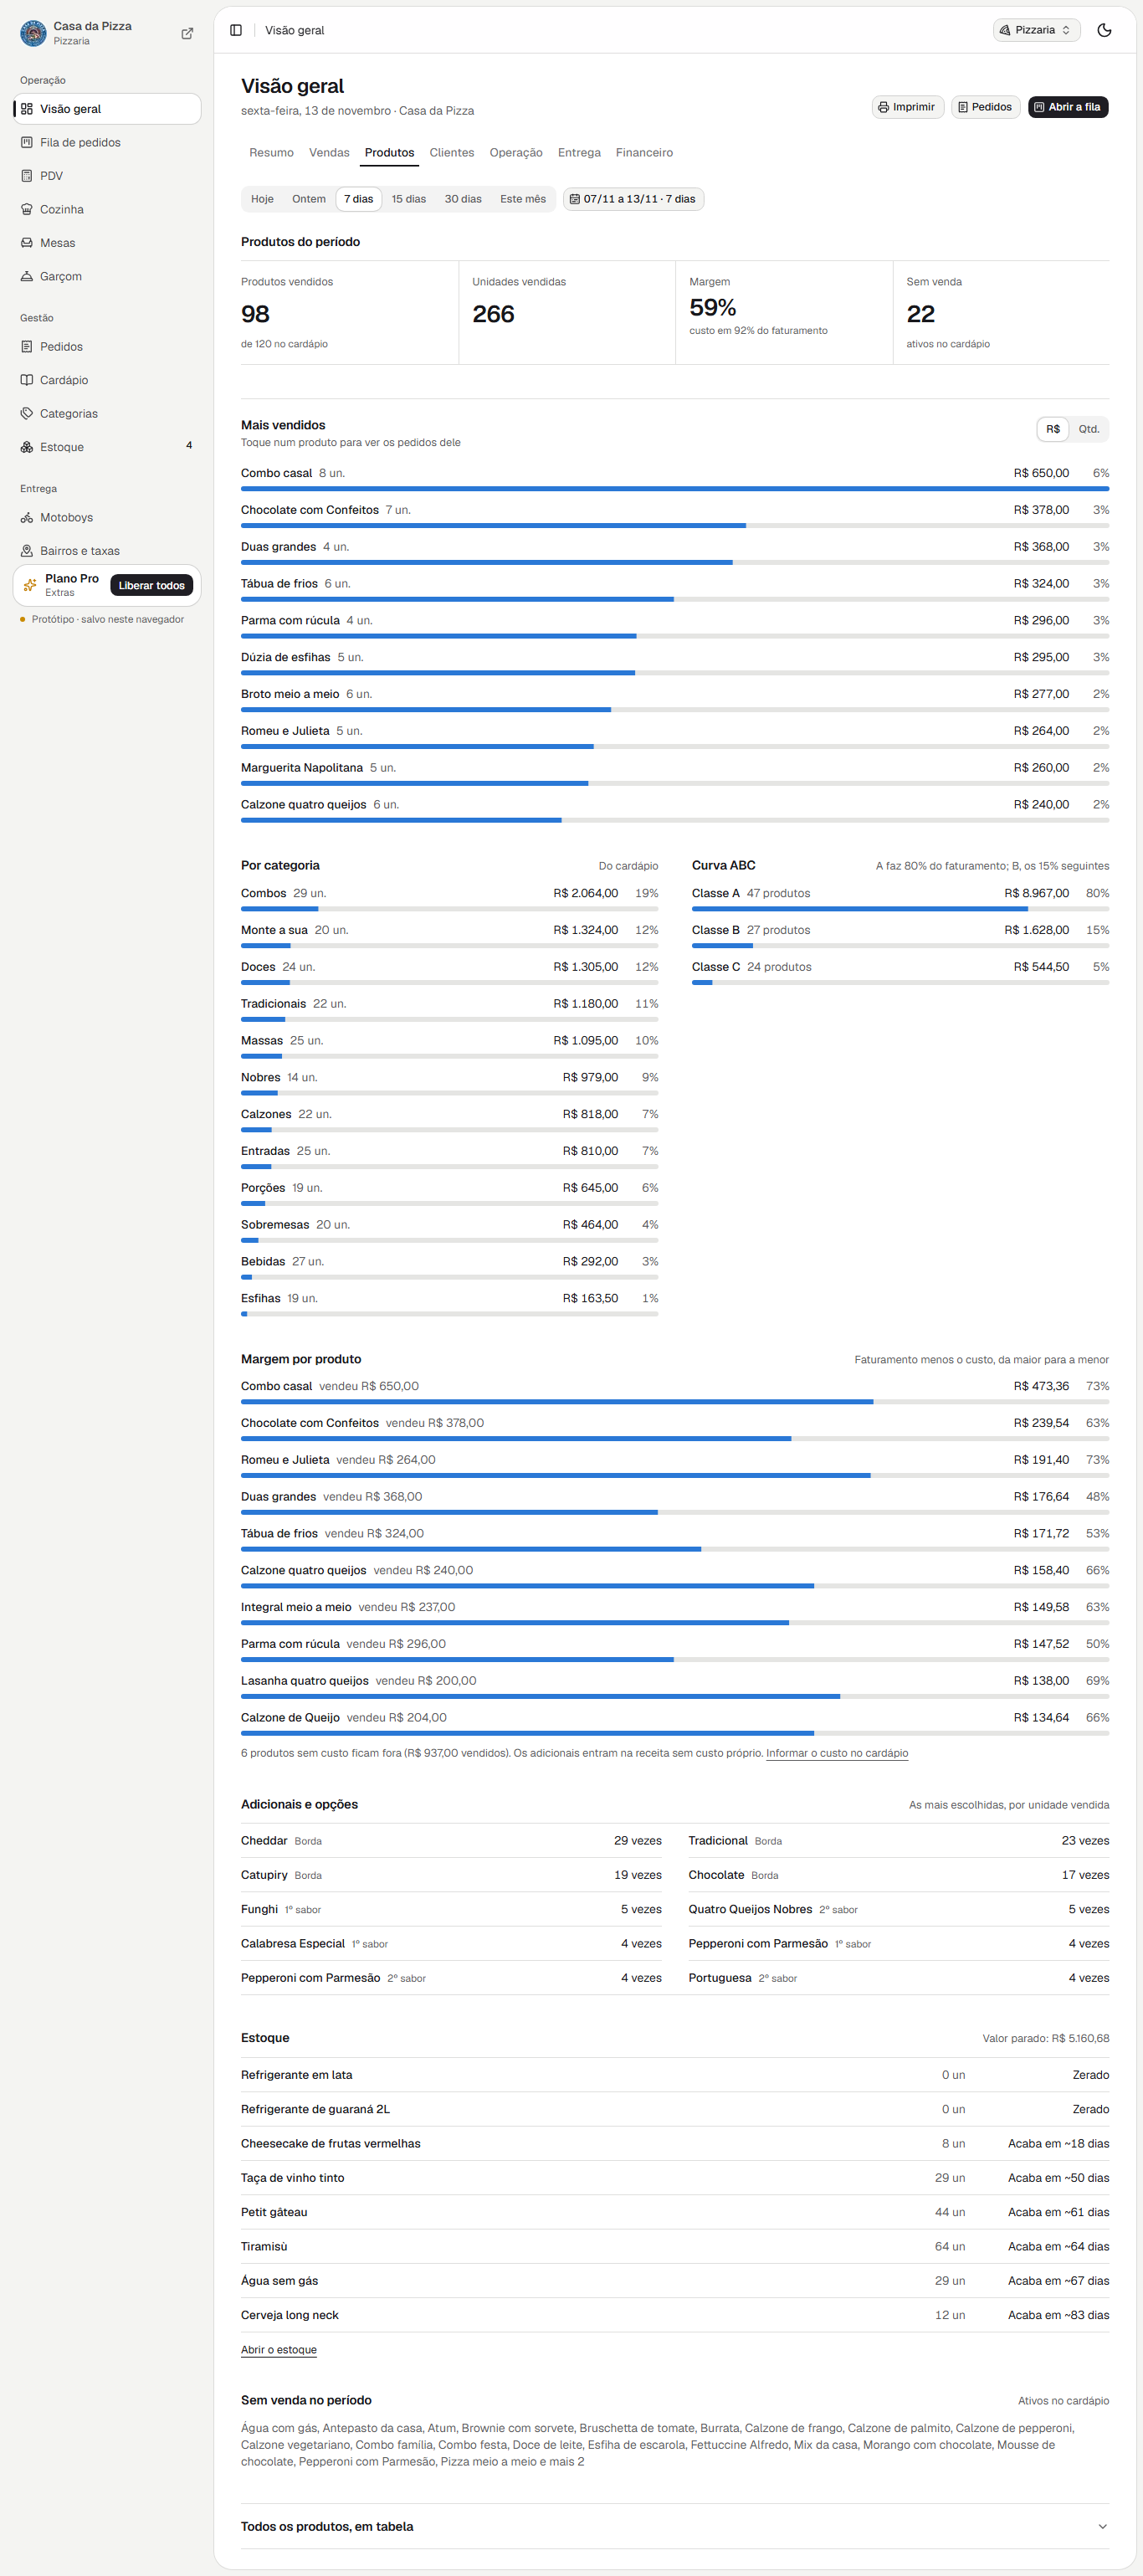 Casa da Pizza
Pizzaria
Operação
Visão geral
Fila de pedidos
PDV
Cozinha
Mesas
Garçom
Gestão
Pedidos
Cardápio
Categorias
Estoque 4
Entrega
Motoboys
Bairros e taxas
Plano Pro
Extras
Liberar todos
Protótipo · salvo neste navegador
Visão geral
Pizzaria
Visão geral
sexta-feira, 13 de novembro · Casa da Pizza
Imprimir Pedidos Abrir a fila
Resumo Vendas Produtos Clientes Operação Entrega Financeiro
Hoje Ontem 7 dias 15 dias 30 dias Este mês 07/11 a 13/11 · 7 dias
Produtos do período
Produtos vendidos
98
de 120 no cardápio
Unidades vendidas
266
Margem
59%
custo em 92% do faturamento
Sem venda
22
ativos no cardápio
Mais vendidos
Toque num produto para ver os pedidos dele
R$ Qtd.
Combo casal 8 un. R$ 650,00 6%
Chocolate com Confeitos 7 un. R$ 378,00 3%
Duas grandes 4 un. R$ 368,00 3%
Tábua de frios 6 un. R$ 324,00 3%
Parma com rúcula 4 un. R$ 296,00 3%
Dúzia de esfihas 5 un. R$ 295,00 3%
Broto meio a meio 6 un. R$ 277,00 2%
Romeu e Julieta 5 un. R$ 264,00 2%
Marguerita Napolitana 5 un. R$ 260,00 2%
Calzone quatro queijos 6 un. R$ 240,00 2%
Por categoria Do cardápio
Combos 29 un. R$ 2.064,00 19%
Monte a sua 20 un. R$ 1.324,00 12%
Doces 24 un. R$ 1.305,00 12%
Tradicionais 22 un. R$ 1.180,00 11%
Massas 25 un. R$ 1.095,00 10%
Nobres 14 un. R$ 979,00 9%
Calzones 22 un. R$ 818,00 7%
Entradas 25 un. R$ 810,00 7%
Porções 19 un. R$ 645,00 6%
Sobremesas 20 un. R$ 464,00 4%
Bebidas 27 un. R$ 292,00 3%
Esfihas 19 un. R$ 163,50 1%
Curva ABC A faz 80% do faturamento; B, os 15% seguintes
Classe A 47 produtos R$ 8.967,00 80%
Classe B 27 produtos R$ 1.628,00 15%
Classe C 24 produtos R$ 544,50 5%
Margem por produto Faturamento menos o custo, da maior para a menor
Combo casal vendeu R$ 650,00 R$ 473,36 73%
Chocolate com Confeitos vendeu R$ 378,00 R$ 239,54 63%
Romeu e Julieta vendeu R$ 264,00 R$ 191,40 73%
Duas grandes vendeu R$ 368,00 R$ 176,64 48%
Tábua de frios vendeu R$ 324,00 R$ 171,72 53%
Calzone quatro queijos vendeu R$ 240,00 R$ 158,40 66%
Integral meio a meio vendeu R$ 237,00 R$ 149,58 63%
Parma com rúcula vendeu R$ 296,00 R$ 147,52 50%
Lasanha quatro queijos vendeu R$ 200,00 R$ 138,00 69%
Calzone de Queijo vendeu R$ 204,00 R$ 134,64 66%
6 produtos sem custo ficam fora (R$ 937,00 vendidos). Os adicionais entram na receita sem custo próprio. Informar o custo no cardápio
Adicionais e opções As mais escolhidas, por unidade vendida
Cheddar Borda 29 vezes Tradicional Borda 23 vezes
Catupiry Borda 19 vezes Chocolate Borda 17 vezes
Funghi 1º sabor 5 vezes Quatro Queijos Nobres 2º sabor 5 vezes
Calabresa Especial 1º sabor 4 vezes Pepperoni com Parmesão 1º sabor 4 vezes
Pepperoni com Parmesão 2º sabor 4 vezes Portuguesa 2º sabor 4 vezes
Estoque Valor parado: R$ 5.160,68
Refrigerante em lata 0 un Zerado
Refrigerante de guaraná 2L 0 un Zerado
Cheesecake de frutas vermelhas 8 un Acaba em ~18 dias
Taça de vinho tinto 29 un Acaba em ~50 dias
Petit gâteau 44 un Acaba em ~61 dias
Tiramisù 64 un Acaba em ~64 dias
Água sem gás 29 un Acaba em ~67 dias
Cerveja long neck 12 un Acaba em ~83 dias
Abrir o estoque
Sem venda no período Ativos no cardápio
Água com gás, Antepasto da casa, Atum, Brownie com sorvete, Bruschetta de tomate, Burrata, Calzone de frango, Calzone de palmito, Calzone de pepperoni,
Calzone vegetariano, Combo família, Combo festa, Doce de leite, Esfiha de escarola, Fettuccine Alfredo, Mix da casa, Morango com chocolate, Mousse de
chocolate, Pepperoni com Parmesão, Pizza meio a meio e mais 2
Todos os produtos, em tabela